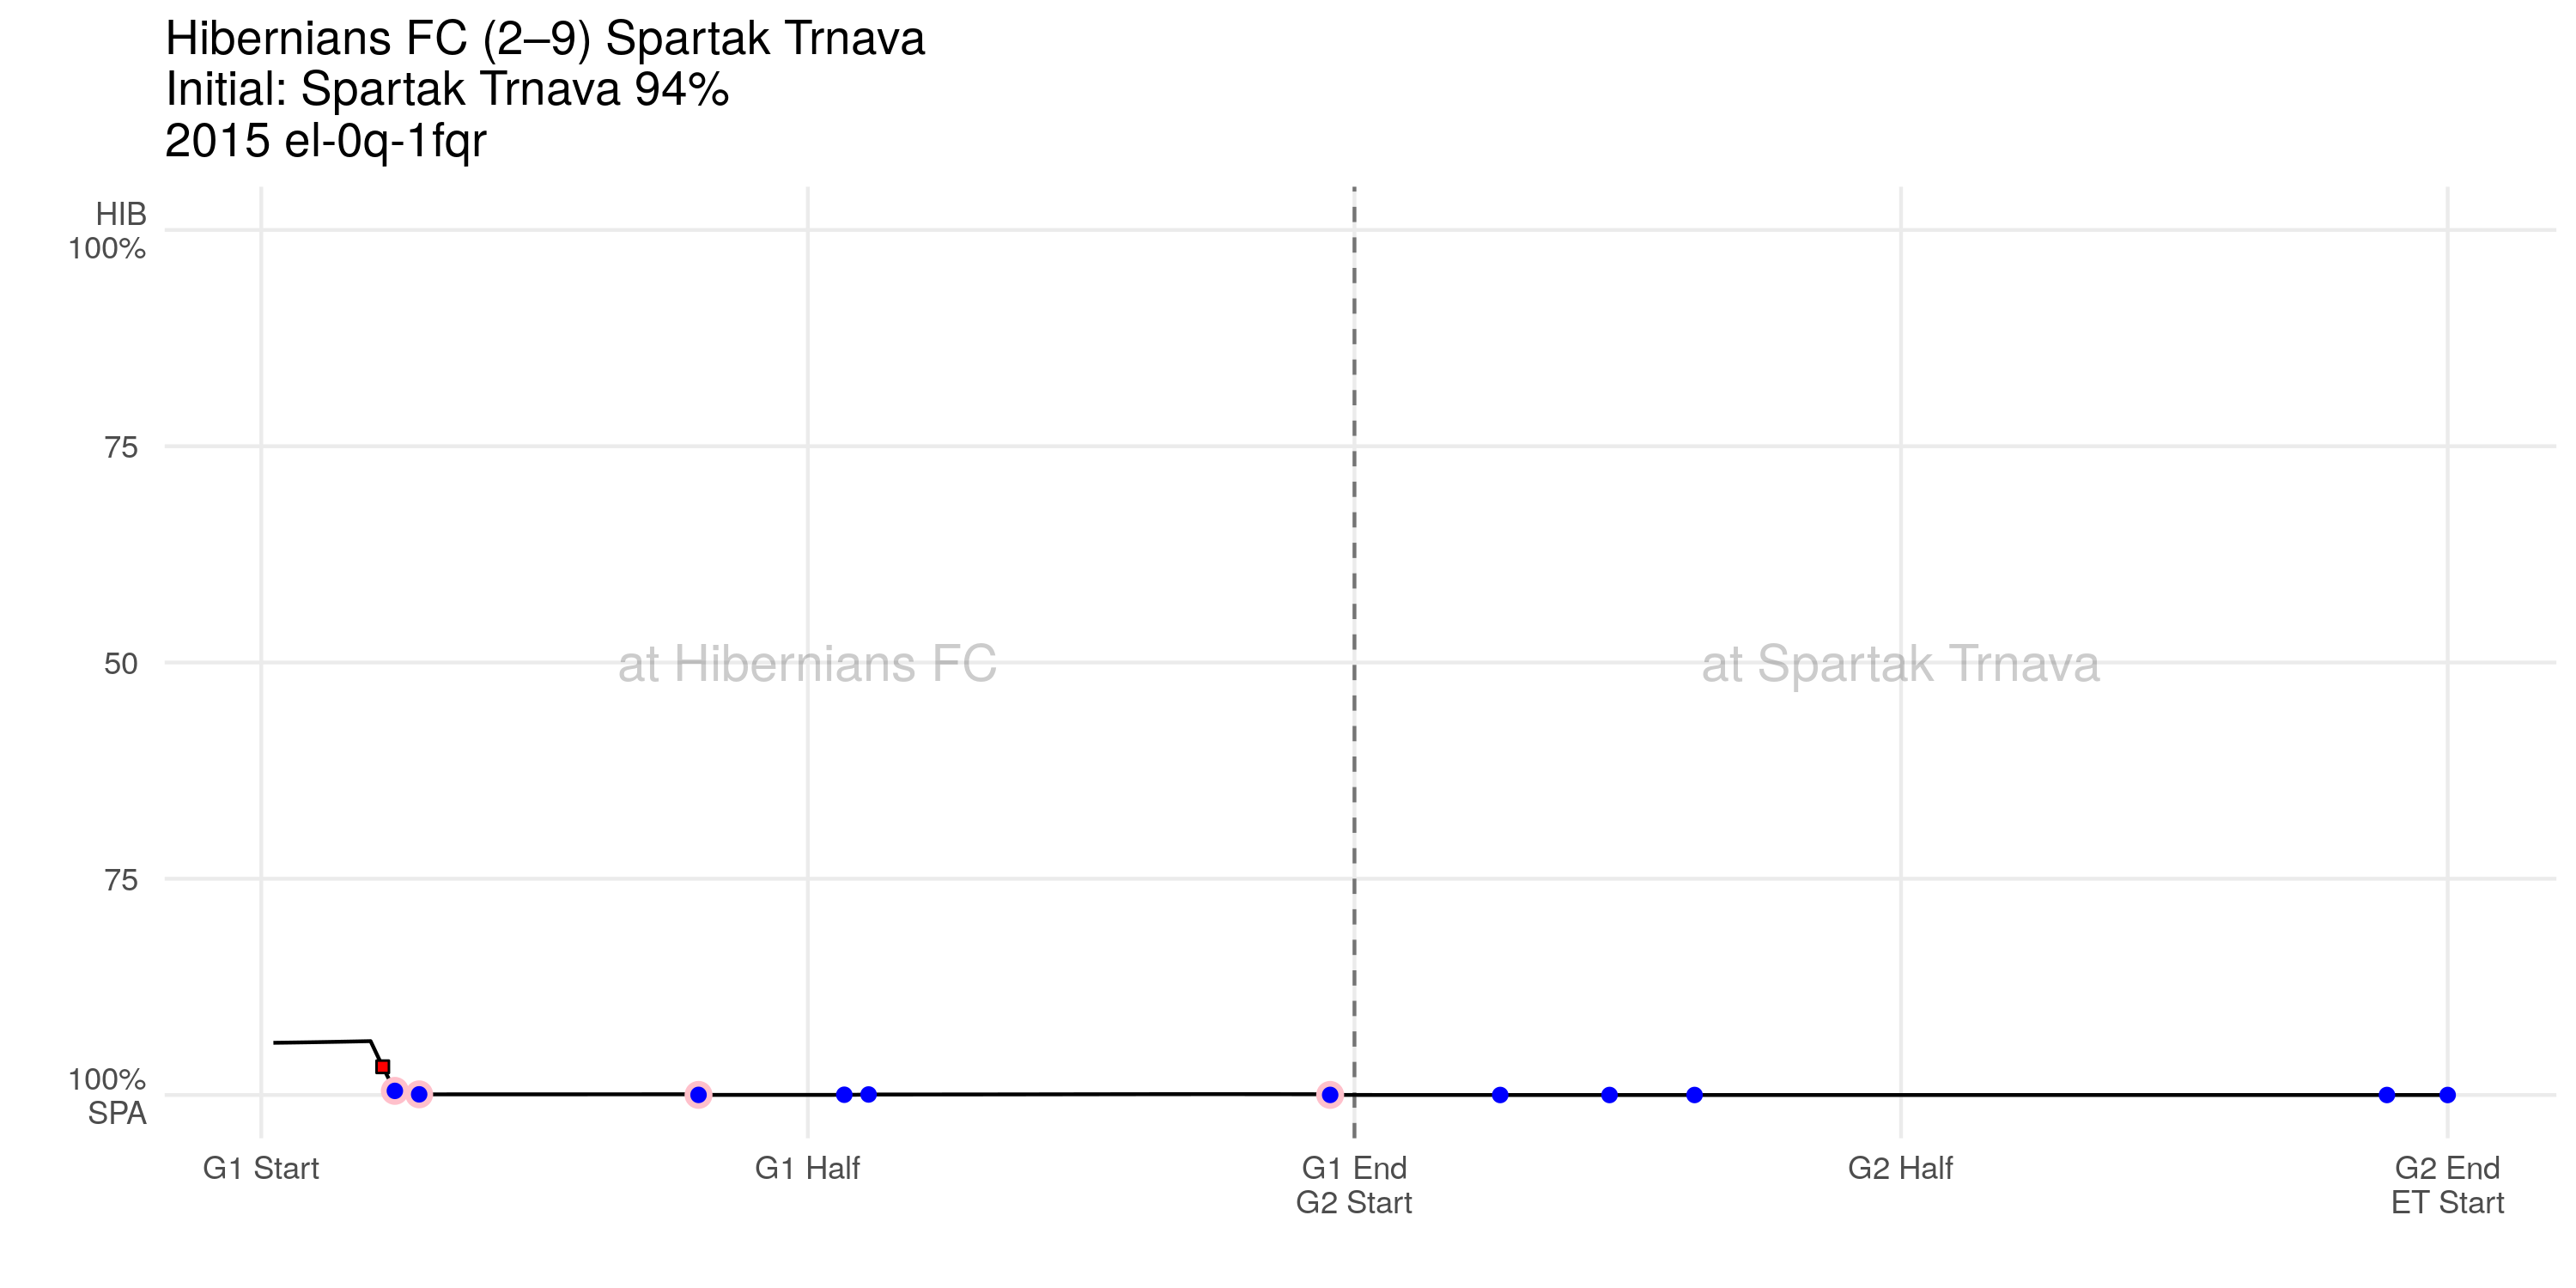 Hibernians FC (2–9) Spartak Trnava
Initial: Spartak Trnava 94%
2015 el-0q-1fqr
HIB
100%
75
50
75
100%
SPA
at Hibernians FC
at Spartak Trnava
G1 Start
G1 Half
G1 End
G2 Start
G2 Half
G2 End
ET Start